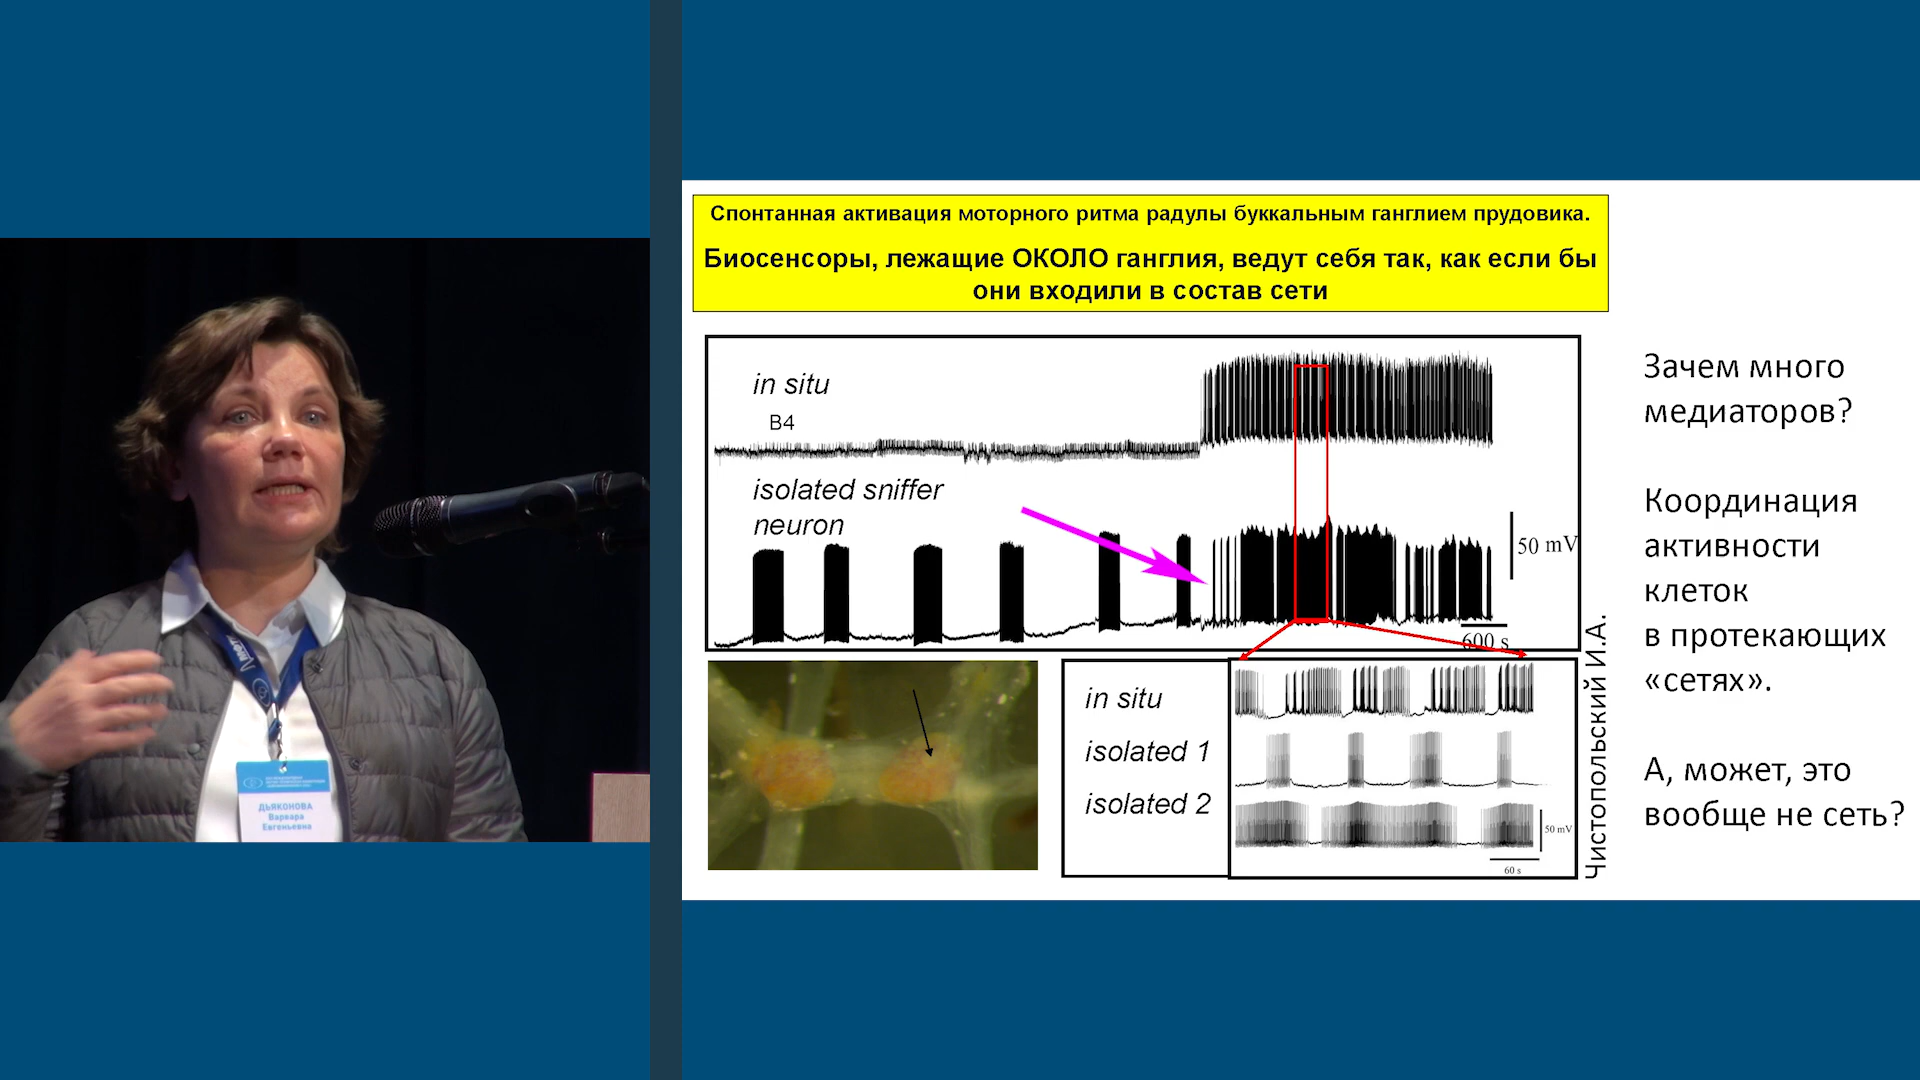 Спонтанная активация моторного ритма радулы буккальным ганглием прудовика.
Биосенсоры, лежащие ОКОЛО ганглия, ведут себя так, как если бы
они входили в состав сети
in situ
B4
isolated sniffer
neuron
50 mV
600 s
in situ
isolated 1
isolated 2
50 mV
60 s
Чистопольский И.А.
Зачем много
медиаторов?
Координация
активности
клеток
в протекающих
«сетях».
А, может, это
вообще не сеть?
ДЬЯКОНОВА
Варвара
Евгеньевна